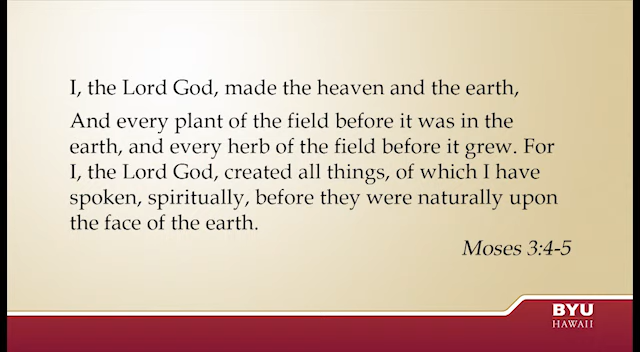 I, the Lord God, made the heaven and the earth,
And every plant of the field before it was in the
earth, and every herb of the field before it grew. For
I, the Lord God, created all things, of which I have
spoken, spiritually, before they were naturally upon
the face of the earth.
Moses 3:4-5
BYU
HAWAII